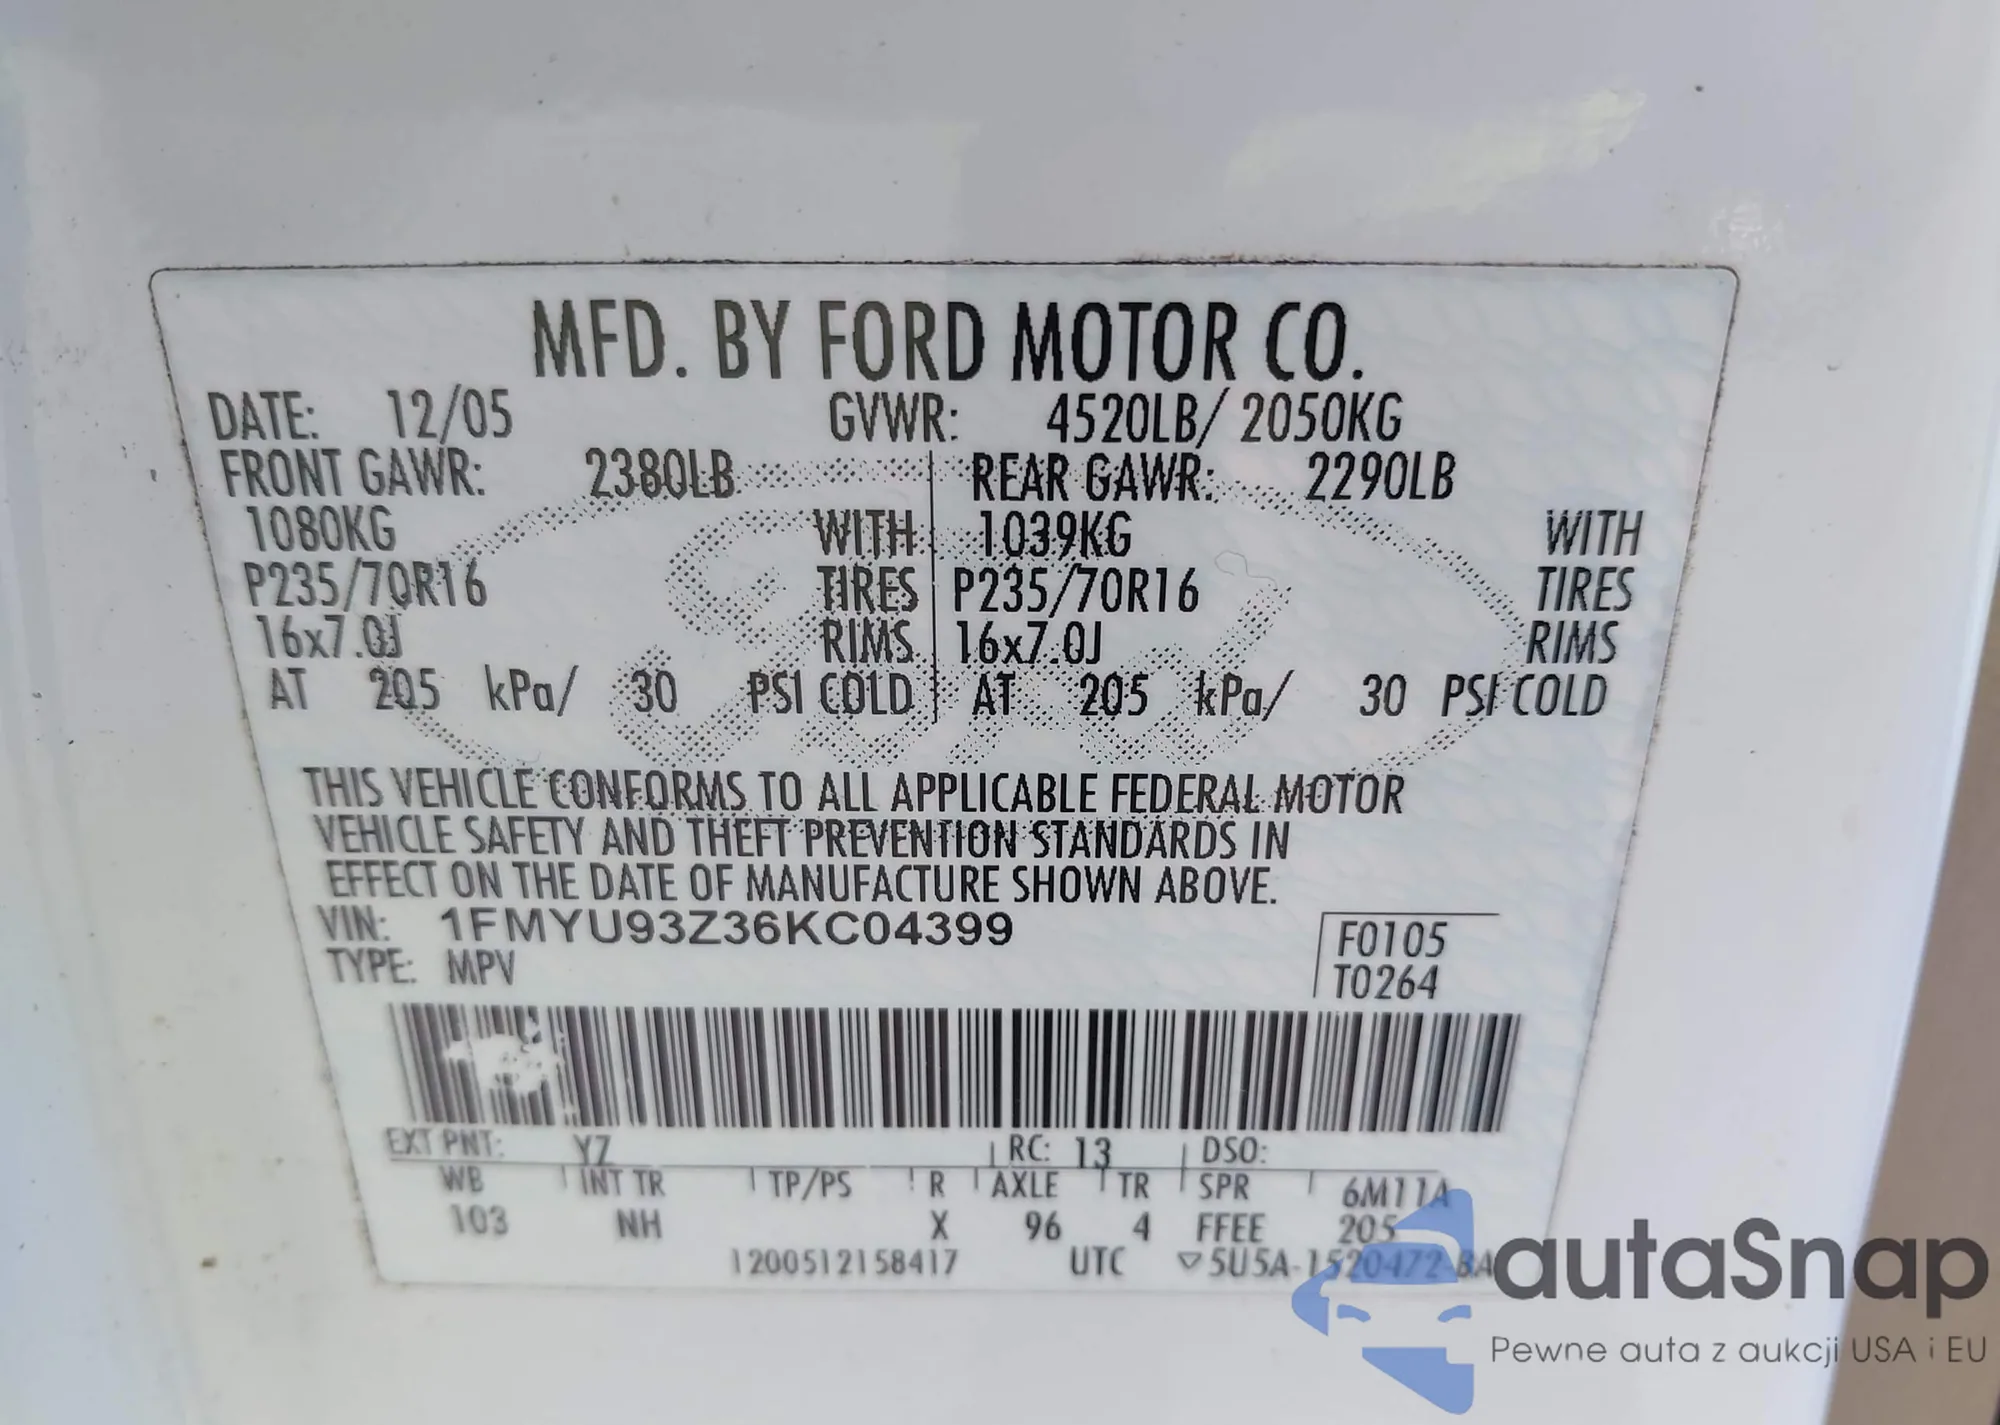 MFD. BY FORD MOTOR CO.
DATE: 12/05 GVWR: 4520LB/ 2050KG
FRONT GAWR: 2380LB REAR GAWR: 2290LB
1080KG WITH 1039KG WITH
P235/70R16 TIRES P235/70R16 TIRES
16x7.0J RIMS 16x7.0J RIMS
AT 205 kPa/ 30 PSI COLD AT 205 kPa/ 30 PSI COLD
THIS VEHICLE CONFORMS TO ALL APPLICABLE FEDERAL MOTOR
VEHICLE SAFETY AND THEFT PREVENTION STANDARDS IN
EFFECT ON THE DATE OF MANUFACTURE SHOWN ABOVE.
VIN: 1FMYU93Z36KC04399
TYPE: MPV
F0105
T0264
EXT PNT: YZ RC: 13 DSO:
WB INT TR TP/PS R AXLE TR SPR 6M11A
103 NH X 96 4 FFEE 205
1200512158417 UTC ▽5U5A-1520472-BA
autaSnap
Pewne auta z aukcji USA i EU